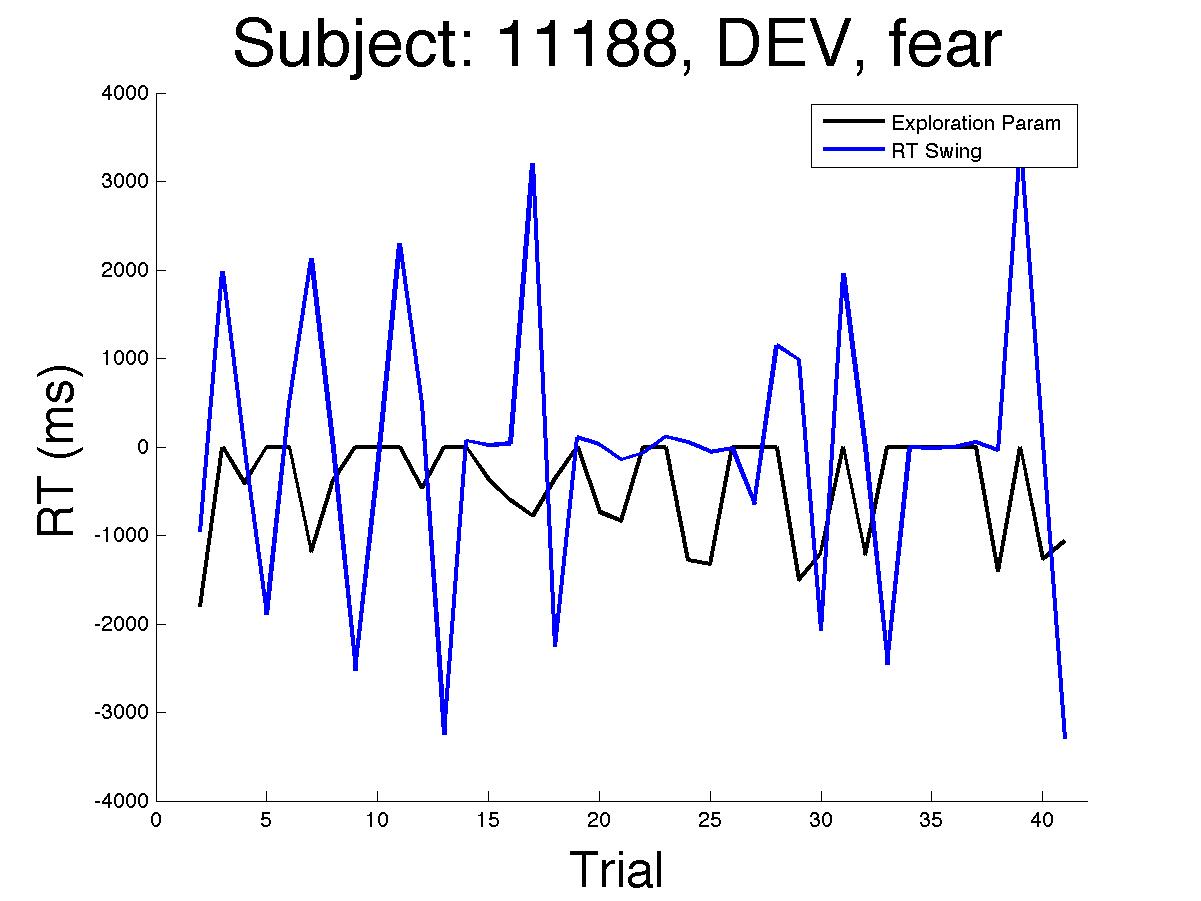 Subject: 11188, DEV, fear
4000
3000
2000
1000
0
-1000
-2000
-3000
-4000
RT (ms)
Exploration Param
RT Swing
0 5 10 15 20 25 30 35 40
Trial